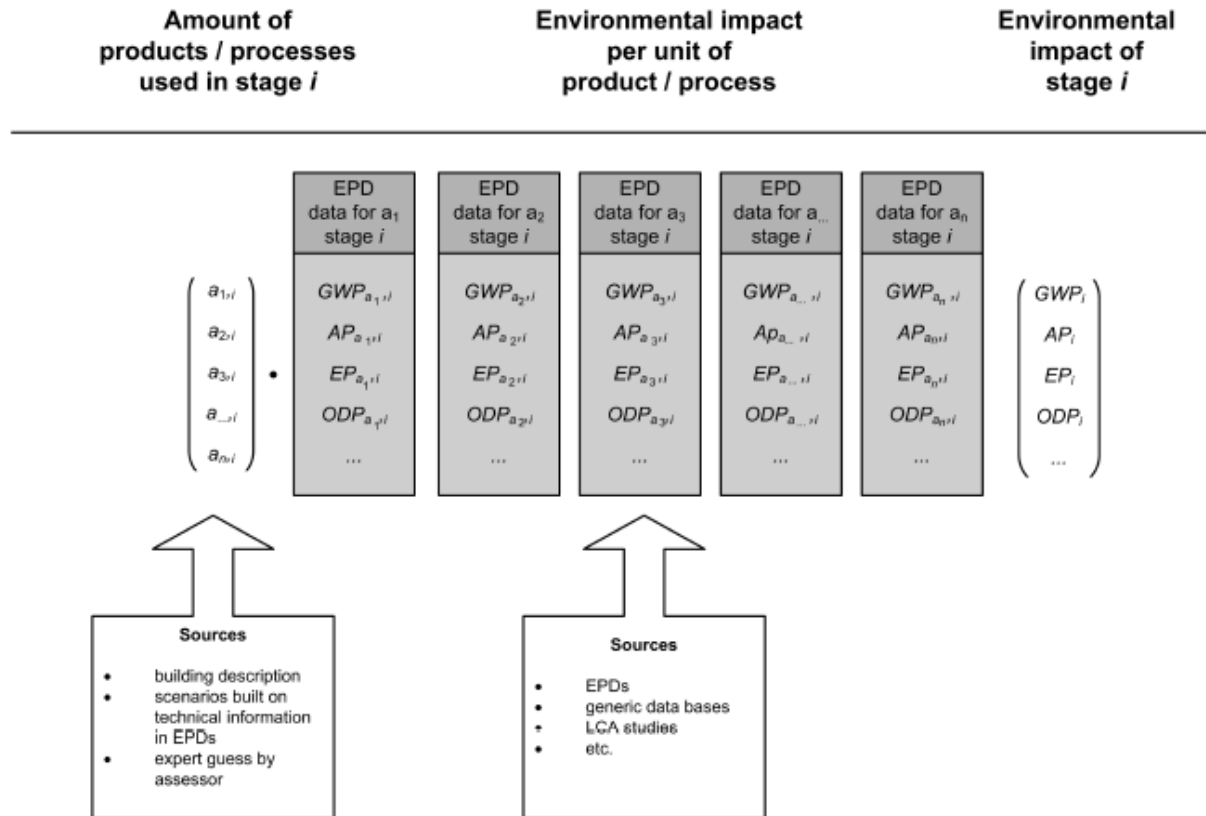 Amount of
products / processes
used in stage i
Environmental impact
per unit of
product / process
Environmental
impact of
stage i
EPD
data for a₁
stage i
EPD
data for a₂
stage i
EPD
data for a₃
stage i
EPD
data for a...
stage i
EPD
data for aₙ
stage i
a₁,i
a₂,i
a₃,i
a...,i
aₙ,i
•
GWPa₁,i
APa₁,i
EPa₁,i
ODPa₁,i
...
GWPa₂,i
APa₂,i
EPa₂,i
ODPa₂,i
...
GWPa₃,i
APa₃,i
EPa₃,i
ODPa₃,i
...
GWPa...,i
Apa...,i
EPa...,i
ODPa...,i
...
GWPaₙ,i
APaₙ,i
EPaₙ,i
ODPaₙ,i
...
GWPᵢ
APᵢ
EPᵢ
ODPᵢ
...
Sources
• building description
• scenarios built on
technical information
in EPDs
• expert guess by
assessor
Sources
• EPDs
• generic data bases
• LCA studies
• etc.